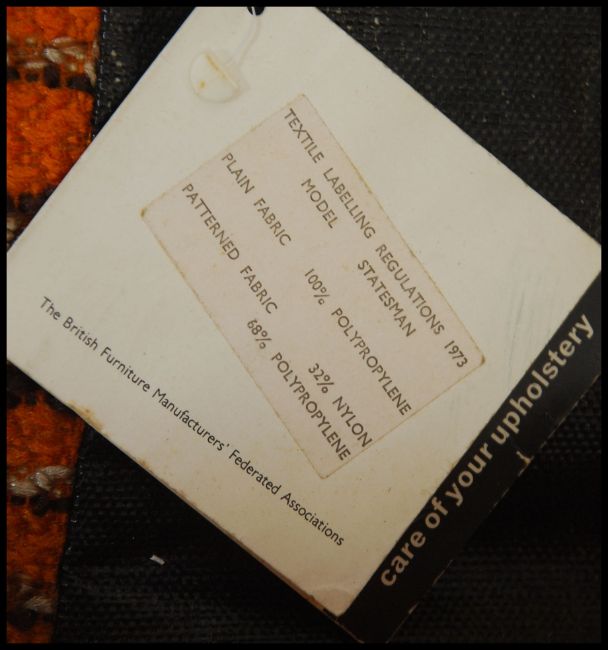 TEXTILE LABELLING REGULATIONS 1973
MODEL STATESMAN
PLAIN FABRIC 100% POLYPROPYLENE
PATTERNED FABRIC 32% NYLON
68% POLYPROPYLENE
The British Furniture Manufacturers' Federated Associations
care of your upholstery